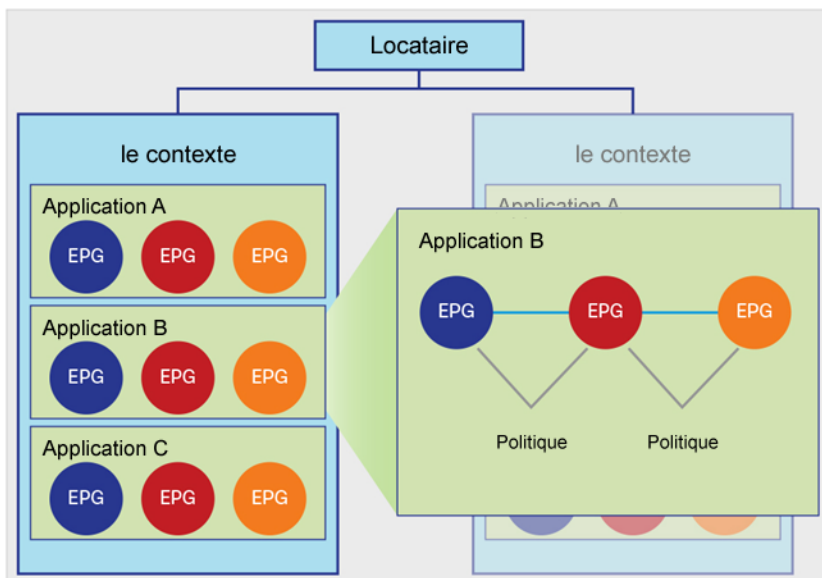 Locataire
le contexte
Application A
EPG EPG EPG
Application B
EPG EPG EPG
Application C
EPG EPG EPG
le contexte
Application A
Application B
EPG EPG EPG
Politique Politique